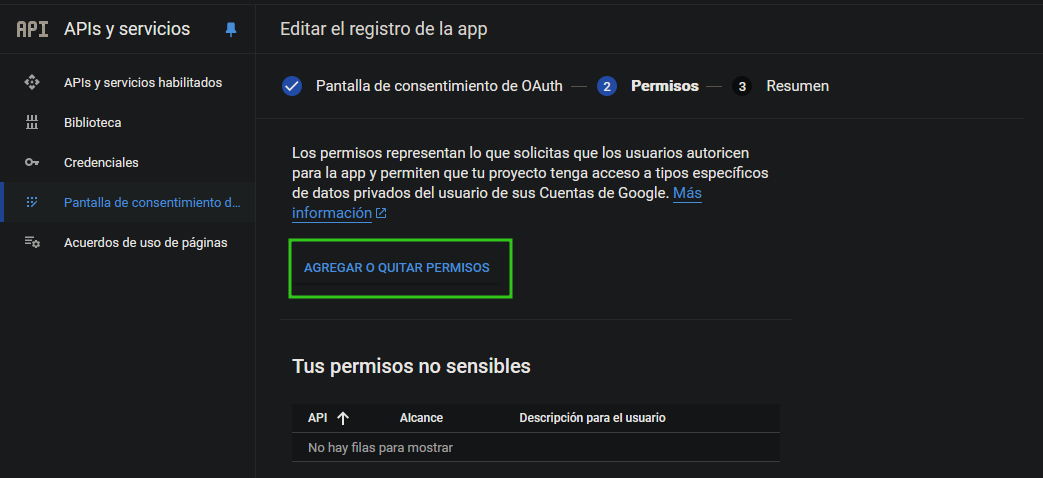 API APIs y servicios
Editar el registro de la app
APIs y servicios habilitados
Biblioteca
Credenciales
Pantalla de consentimiento d...
Acuerdos de uso de páginas
Pantalla de consentimiento de OAuth — 2 Permisos — 3 Resumen
Los permisos representan lo que solicitas que los usuarios autoricen
para la app y permiten que tu proyecto tenga acceso a tipos específicos
de datos privados del usuario de sus Cuentas de Google. Más
información
AGREGAR O QUITAR PERMISOS
Tus permisos no sensibles
API Alcance Descripción para el usuario
No hay filas para mostrar